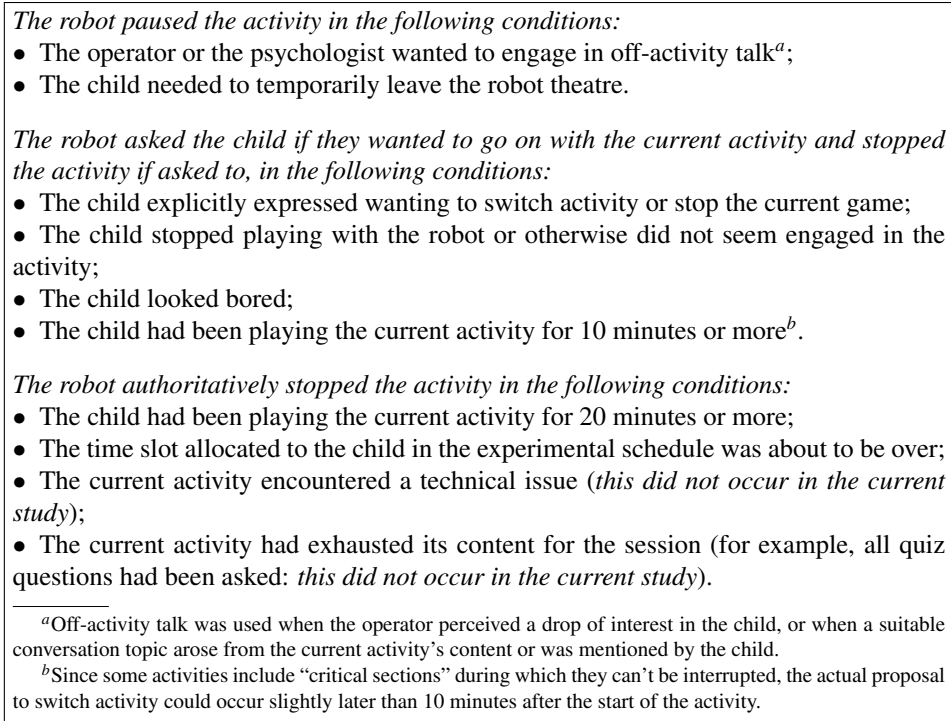 The robot paused the activity in the following conditions:
• The operator or the psychologist wanted to engage in off-activity talkᵃ;
• The child needed to temporarily leave the robot theatre.
The robot asked the child if they wanted to go on with the current activity and stopped
the activity if asked to, in the following conditions:
• The child explicitly expressed wanting to switch activity or stop the current game;
• The child stopped playing with the robot or otherwise did not seem engaged in the
activity;
• The child looked bored;
• The child had been playing the current activity for 10 minutes or moreᵇ.
The robot authoritatively stopped the activity in the following conditions:
• The child had been playing the current activity for 20 minutes or more;
• The time slot allocated to the child in the experimental schedule was about to be over;
• The current activity encountered a technical issue (this did not occur in the current
study);
• The current activity had exhausted its content for the session (for example, all quiz
questions had been asked: this did not occur in the current study).
ᵃOff-activity talk was used when the operator perceived a drop of interest in the child, or when a suitable
conversation topic arose from the current activity's content or was mentioned by the child.
ᵇSince some activities include “critical sections” during which they can't be interrupted, the actual proposal
to switch activity could occur slightly later than 10 minutes after the start of the activity.